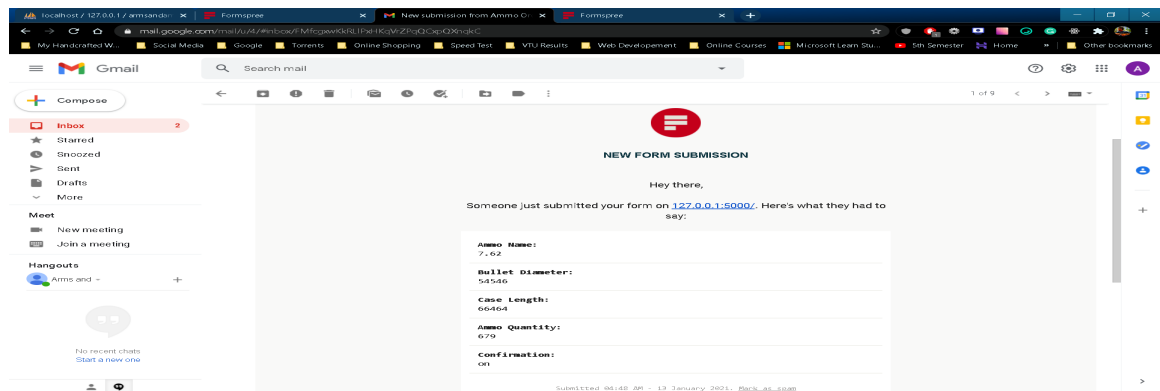 localhost / 127.0.0.1 / armsandar
Formspree
New submission from Ammo Or
Formspree
mail.google.com/mail/u/4/#inbox/
My Handcrafted W...
Social Media
Google
Torrents
Online Shopping
Speed Test
VTU Results
Web Developement
Online Courses
Microsoft Learn Stu...
5th Semester
Home
Other bookmarks
Gmail
Search mail
A
Compose
1 of 9
Inbox 2
Starred
Snoozed
Sent
Drafts
More
Meet
New meeting
Join a meeting
Hangouts
Arms and
No recent chats
Start a new one
NEW FORM SUBMISSION
Hey there,
Someone just submitted your form on 127.0.0.1:5000/. Here's what they had to
say:
Ammo Name:
7.62
Bullet Diameter:
54546
Case Length:
66464
Ammo Quantity:
679
Confirmation:
on
Submitted 06:48 AM - 13 January 2021. Mark as spam